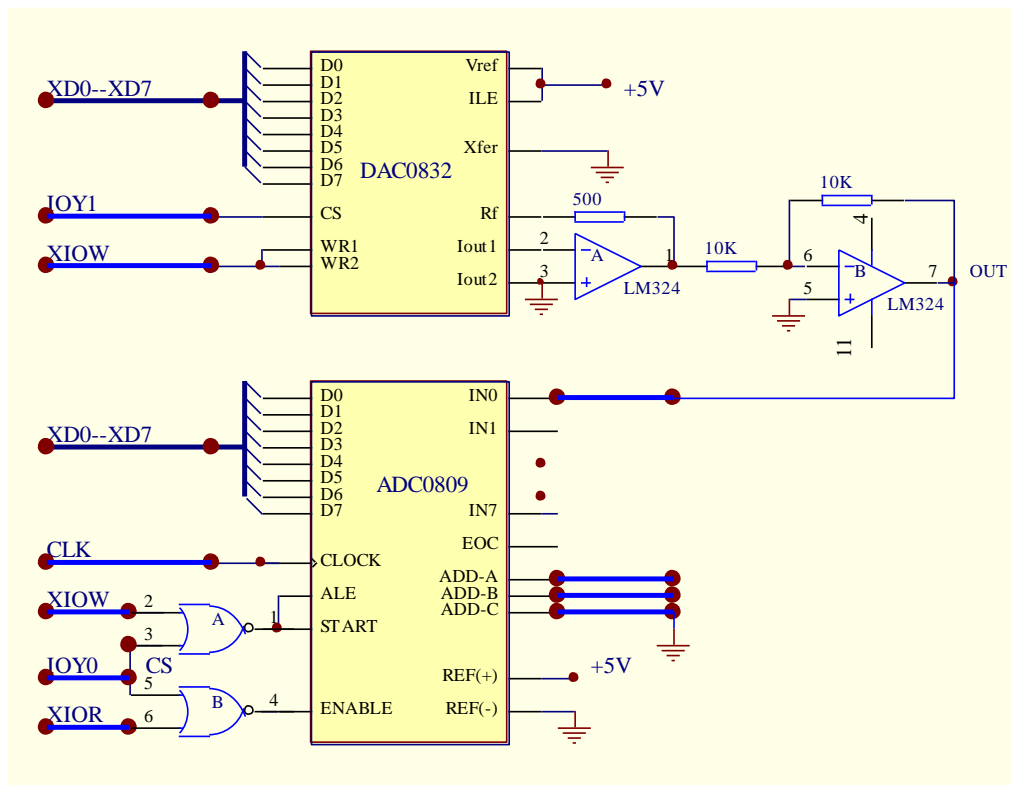 XD0--XD7
D0
D1
D2
D3
D4
D5
D6
D7
DAC0832
Vref
ILE
Xfer
+5V
IOY1
CS
XIOW
WR1
WR2
Rf
Iout1
Iout2
500
2
3
A
1
LM324
10K
10K
4
6
5
B
7
LM324
11
OUT
XD0--XD7
D0
D1
D2
D3
D4
D5
D6
D7
ADC0809
IN0
IN1
IN7
EOC
CLK
CLOCK
ADD-A
ADD-B
ADD-C
XIOW
2
3
A
1
ALE
START
IOY0
CS
XIOR
5
6
B
4
ENABLE
REF(+)
REF(-)
+5V